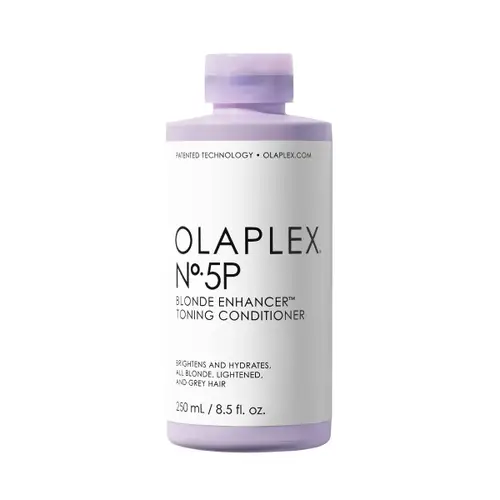 PATENTED TECHNOLOGY • OLAPLEX.COM
OLAPLEX.
Nº.5P
BLONDE ENHANCER™
TONING CONDITIONER
BRIGHTENS AND HYDRATES,
ALL BLONDE, LIGHTENED,
AND GREY HAIR
250 mL / 8.5 fl. oz.